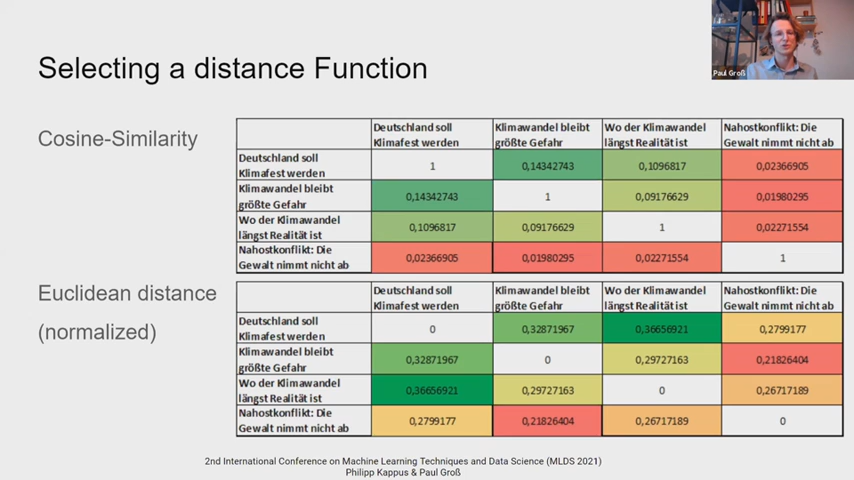 Paul Groß
Selecting a distance Function
Cosine-Similarity
Deutschland soll
Klimafest werden
Klimawandel bleibt
größte Gefahr
Wo der Klimawandel
längst Realität ist
Nahostkonflikt: Die
Gewalt nimmt nicht ab
Deutschland soll
Klimafest werden
1
0,14342743
0,1096817
0,02366905
Klimawandel bleibt
größte Gefahr
0,14342743
1
0,09176629
0,01980295
Wo der Klimawandel
längst Realität ist
0,1096817
0,09176629
1
0,02271554
Nahostkonflikt: Die
Gewalt nimmt nicht ab
0,02366905
0,01980295
0,02271554
1
Euclidean distance
(normalized)
Deutschland soll
Klimafest werden
Klimawandel bleibt
größte Gefahr
Wo der Klimawandel
längst Realität ist
Nahostkonflikt: Die
Gewalt nimmt nicht ab
Deutschland soll
Klimafest werden
0
0,32871967
0,36656921
0,2799177
Klimawandel bleibt
größte Gefahr
0,32871967
0
0,29727163
0,21826404
Wo der Klimawandel
längst Realität ist
0,36656921
0,29727163
0
0,26717189
Nahostkonflikt: Die
Gewalt nimmt nicht ab
0,2799177
0,21826404
0,26717189
0
2nd International Conference on Machine Learning Techniques and Data Science (MLDS 2021)
Philipp Kappus & Paul Groß